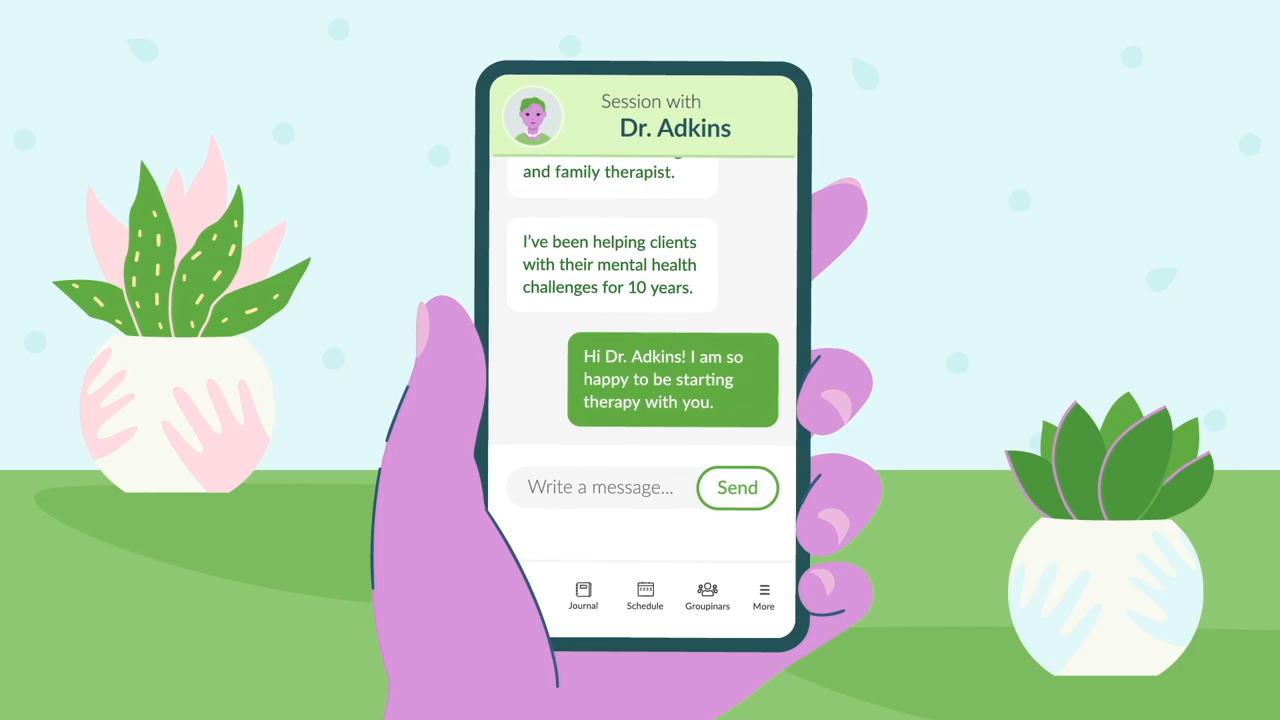 Session with
Dr. Adkins
and family therapist.
I've been helping clients
with their mental health
challenges for 10 years.
Hi Dr. Adkins! I am so
happy to be starting
therapy with you.
Write a message...
Send
Journal
Schedule
Groupinars
More